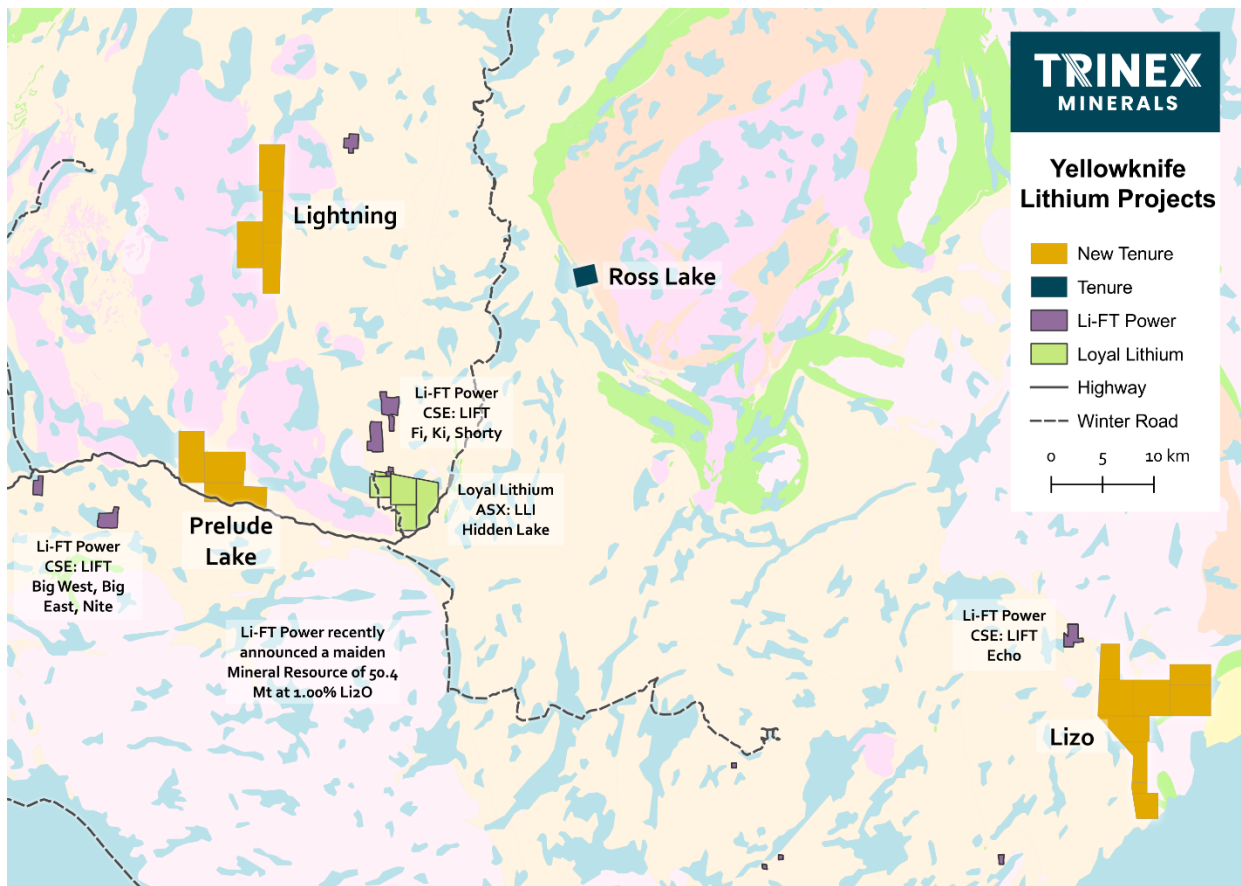 TRINEX
MINERALS
Yellowknife
Lithium Projects
New Tenure
Tenure
Li-FT Power
Loyal Lithium
Highway
Winter Road
0 5 10 km
Lightning
Ross Lake
Li-FT Power
CSE: LIFT
Fi, Ki, Shorty
Loyal Lithium
ASX: LLI
Hidden Lake
Prelude
Lake
Li-FT Power
CSE: LIFT
Big West, Big
East, Nite
Li-FT Power recently
announced a maiden
Mineral Resource of 50.4
Mt at 1.00% Li2O
Li-FT Power
CSE: LIFT
Echo
Lizo